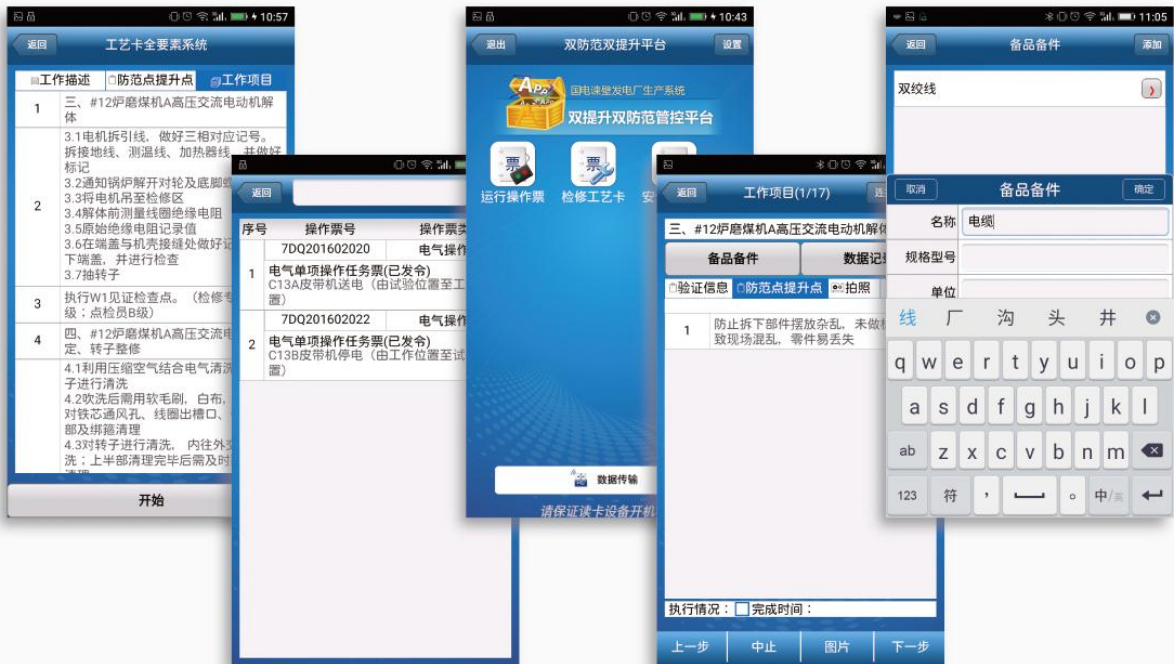 10:57
返回
工艺卡全要素系统
工作描述
防范点提升点
工作项目
1
三、#12炉磨煤机A高压交流电动机解
体
2
3.1电机拆引线，做好三相对应记号。
拆接地线、测温线、加热器线，并做好
标记
3.2通知锅炉解开对轮及底脚
3.3将电机吊至检修区
3.4解体前测量线圈绝缘电阻
3.5原始绝缘电阻记录值
3.6在端盖与机壳接缝处做好记
下端盖，并进行检查
3.7抽转子
3
执行W1见证检查点。（检修
级：点检员B级）
4
四、#12炉磨煤机A高压交流电
定、转子整修
4.1利用压缩空气结合电气清洗
子进行清洗
4.2吹洗后需用软毛刷，白布，
对铁芯通风孔、线圈出槽口、
部及绑箍清理
4.3对转子进行清洗，内往外
洗；上半部清理完毕后需及时
开始
返回
序号
操作票号
操作票类
1
7DQ201602020
电气操作
电气单项操作任务票(已发令)
C13A皮带机送电（由试验位置至工
置）
2
7DQ201602022
电气操作
电气单项操作任务票(已发令)
C13B皮带机停电（由工作位置至试
置）
10:43
退出
双防范双提升平台
设置
APP
国电谏壁发电厂生产系统
双提升双防范管控平台
票
票
运行操作票
检修工艺卡
安
数据传输
请保证读卡设备开机
返回
工作项目(1/17)
三、#12炉磨煤机A高压交流电动机解体
备品备件
数据记录
验证信息
防范点提升点
拍照
1
防止拆下部件摆放杂乱，未做
致现场混乱，零件易丢失
执行情况：
完成时间：
上一步
中止
图片
下一步
11:05
返回
备品备件
添加
双绞线
取消
备品备件
确定
名称
电缆
规格型号
单位
线
厂
沟
头
井
q w e r t y u i o p
a s d f g h j k l
ab z x c v b n m
123 符 ， 。 中/英